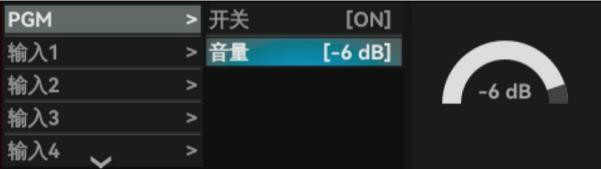 PGM >
输入1 >
输入2 >
输入3 >
输入4 >
开关 [ON]
音量 [-6 dB]
-6 dB